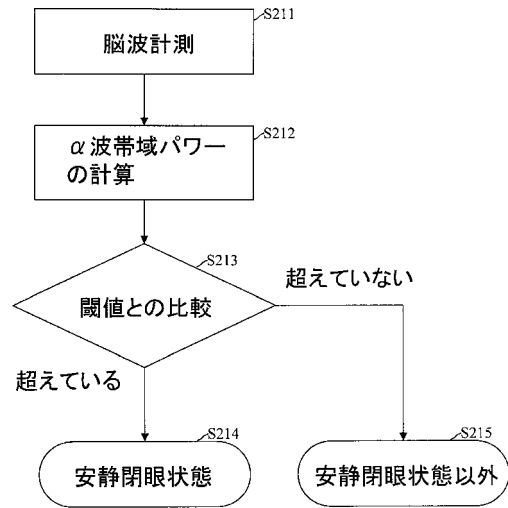 S211
脳波計測
S212
α波帯域パワー
の計算
S213
閾値との比較
超えていない
超えている
S214
安静閉眼状態
S215
安静閉眼状態以外